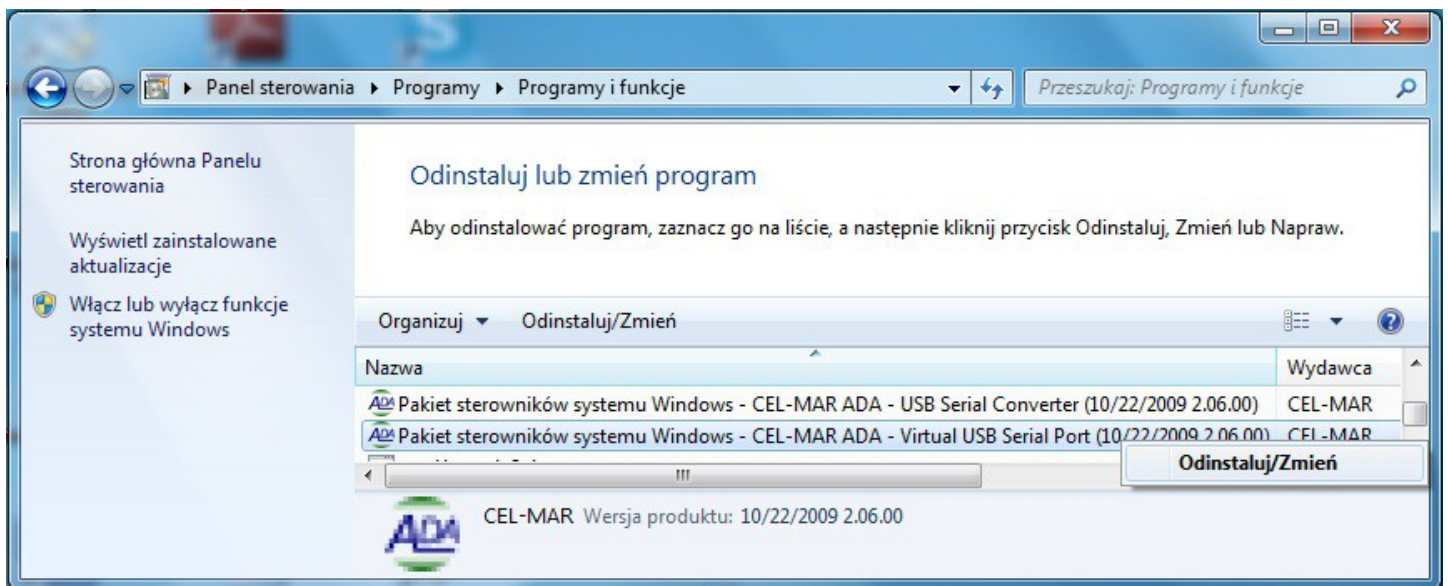 Panel sterowania Programy Programy i funkcje
Przeszukaj: Programy i funkcje
Strona główna Panelu
sterowania
Wyświetl zainstalowane
aktualizacje
Włącz lub wyłącz funkcje
systemu Windows
Odinstaluj lub zmień program
Aby odinstalować program, zaznacz go na liście, a następnie kliknij przycisk Odinstaluj, Zmień lub Napraw.
Organizuj Odinstaluj/Zmień
Nazwa Wydawca
ADA Pakiet sterowników systemu Windows - CEL-MAR ADA - USB Serial Converter (10/22/2009 2.06.00) CEL-MAR
ADA Pakiet sterowników systemu Windows - CEL-MAR ADA - Virtual USB Serial Port (10/22/2009 2.06.00) CEL-MAR
Odinstaluj/Zmień
ADA CEL-MAR Wersja produktu: 10/22/2009 2.06.00